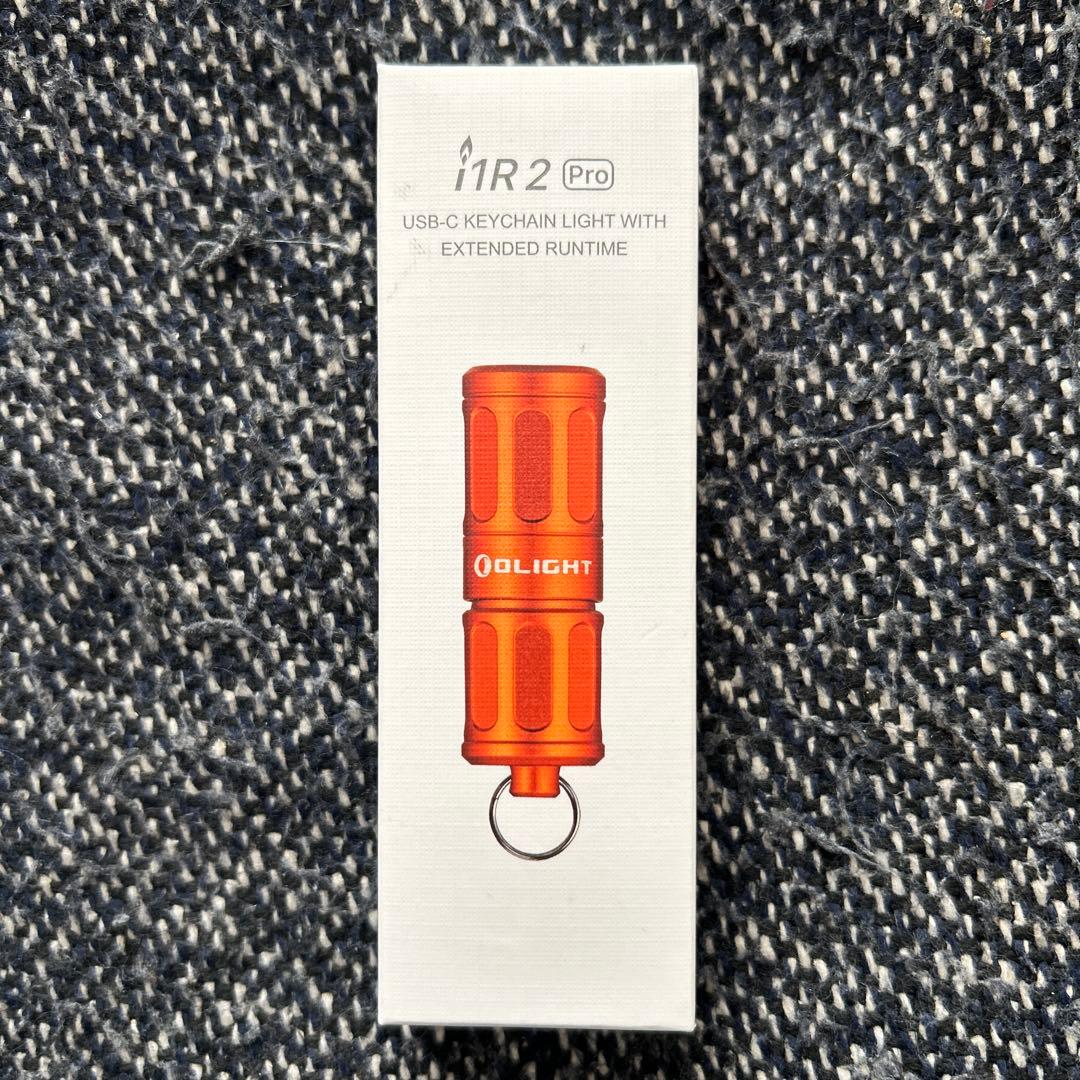 i1R 2 Pro
USB-C KEYCHAIN LIGHT WITH
EXTENDED RUNTIME
OLIGHT